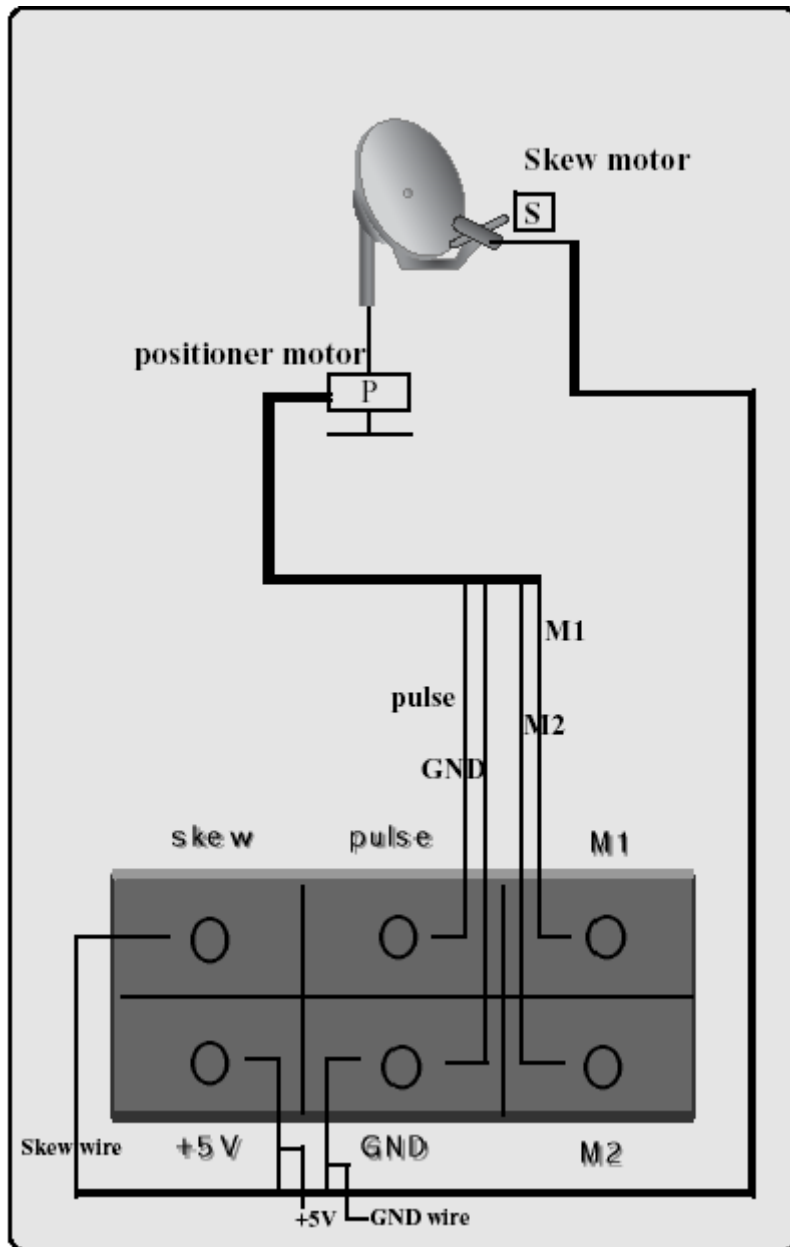 Skew motor
S
positioner motor
P
M1
pulse
M2
GND
skew pulse M1
Skew wire +5V GND M2
+5V GND wire